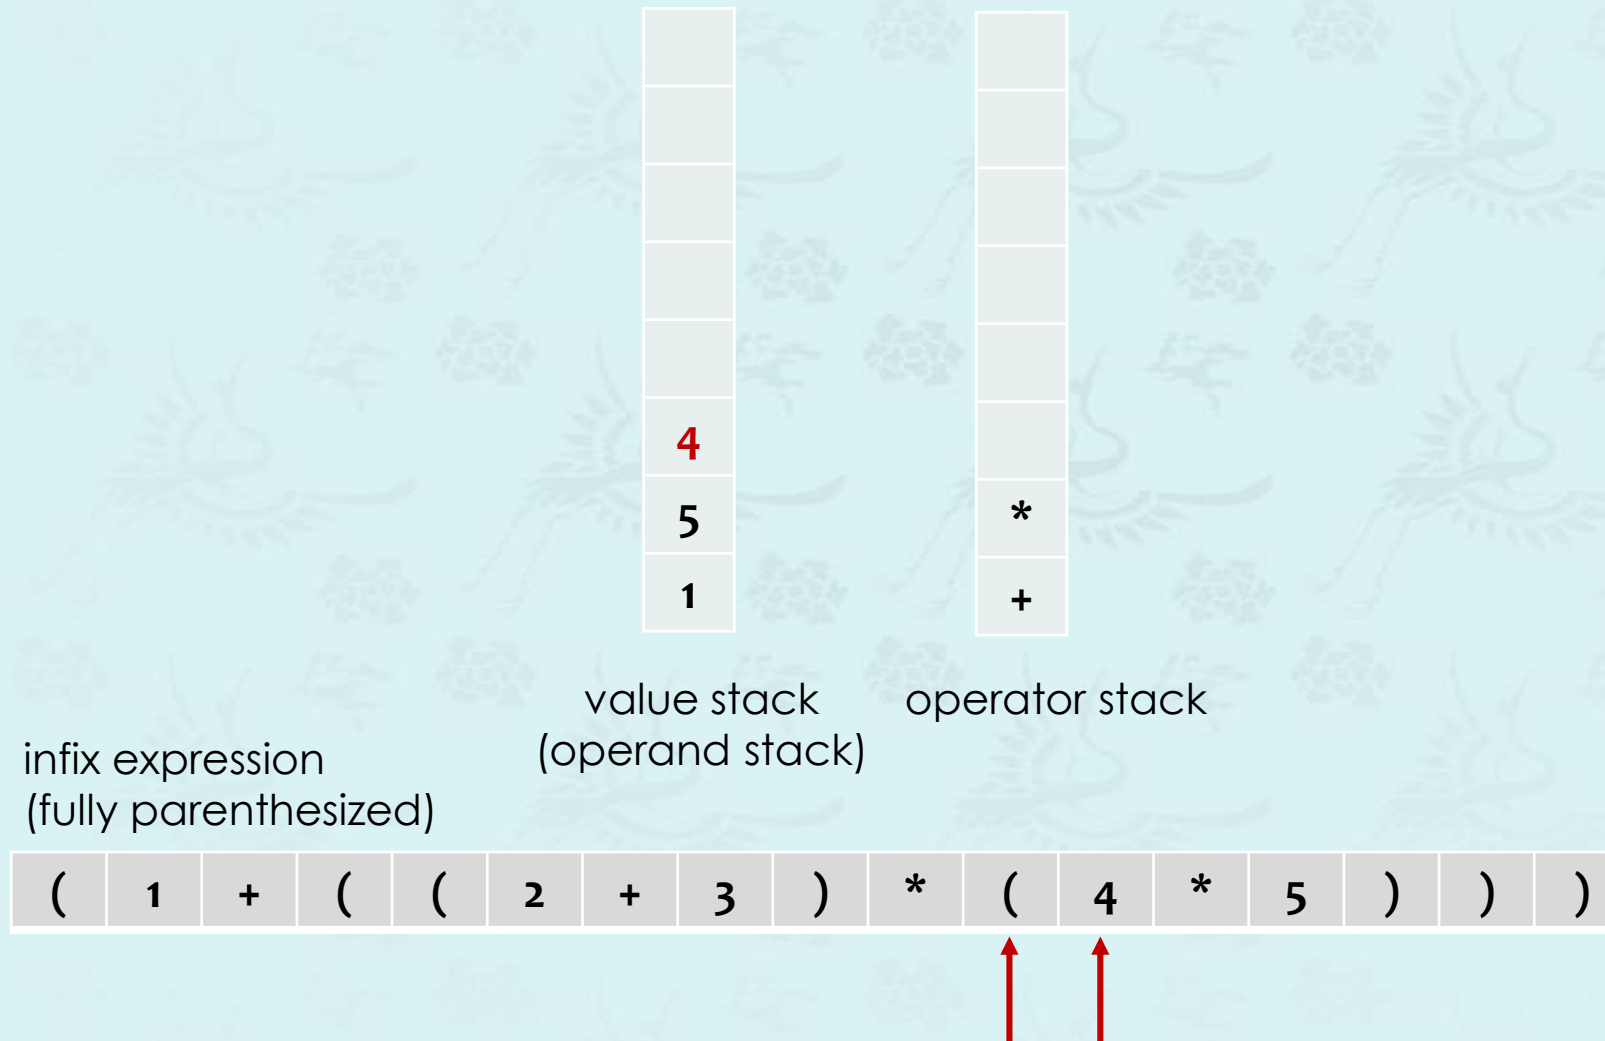 4
5 *
1 +
value stack operator stack
(operand stack)
infix expression
(fully parenthesized)
( 1 + ( ( 2 + 3 ) * ( 4 * 5 ) ) )